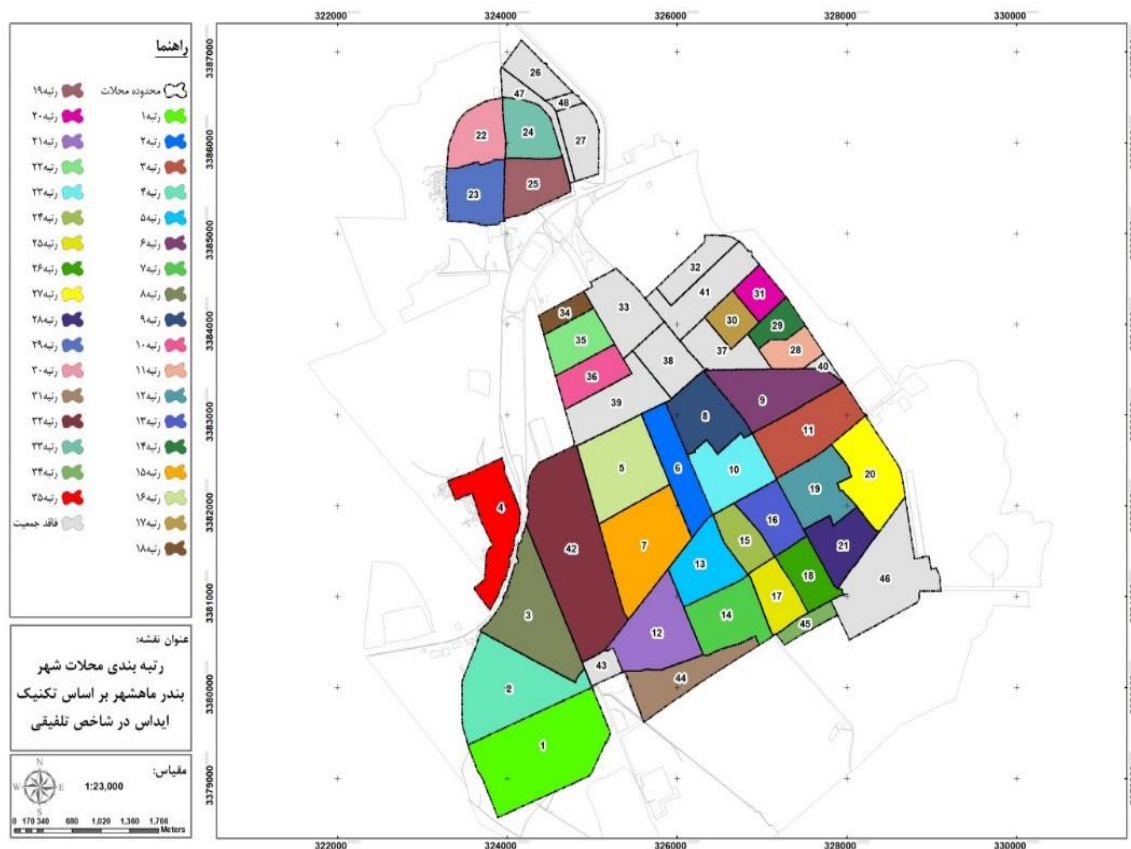 راهنما
محدوده محلات
رتبه۱
رتبه۲
رتبه۳
رتبه۴
رتبه۵
رتبه۶
رتبه۷
رتبه۸
رتبه۹
رتبه۱۰
رتبه۱۱
رتبه۱۲
رتبه۱۳
رتبه۱۴
رتبه۱۵
رتبه۱۶
رتبه۱۷
رتبه۱۸
رتبه۱۹
رتبه۲۰
رتبه۲۱
رتبه۲۲
رتبه۲۳
رتبه۲۴
رتبه۲۵
رتبه۲۶
رتبه۲۷
رتبه۲۸
رتبه۲۹
رتبه۳۰
رتبه۳۱
رتبه۳۲
رتبه۳۳
رتبه۳۴
رتبه۳۵
فاقد جمعیت
عنوان نقشه:
رتبه بندی محلات شهر
بندر ماهشهر بر اساس تکنیک
ایداس در شاخص تلفیقی
مقیاس:
N
W E
S
1:23,000
0 170 340 680 1,020 1,360 1,700
Meters
322000 324000 326000 328000 330000
3387000
3386000
3385000
3384000
3383000
3382000
3381000
3380000
3379000
26
47
48
22
24
27
23
25
32
41
31
33
34
30
29
35
37
28
38
36
40
39
9
8
11
5
6
10
20
19
4
16
42
7
15
21
13
46
18
17
3
14
45
12
43
44
2
1
322000 324000 326000 328000 330000